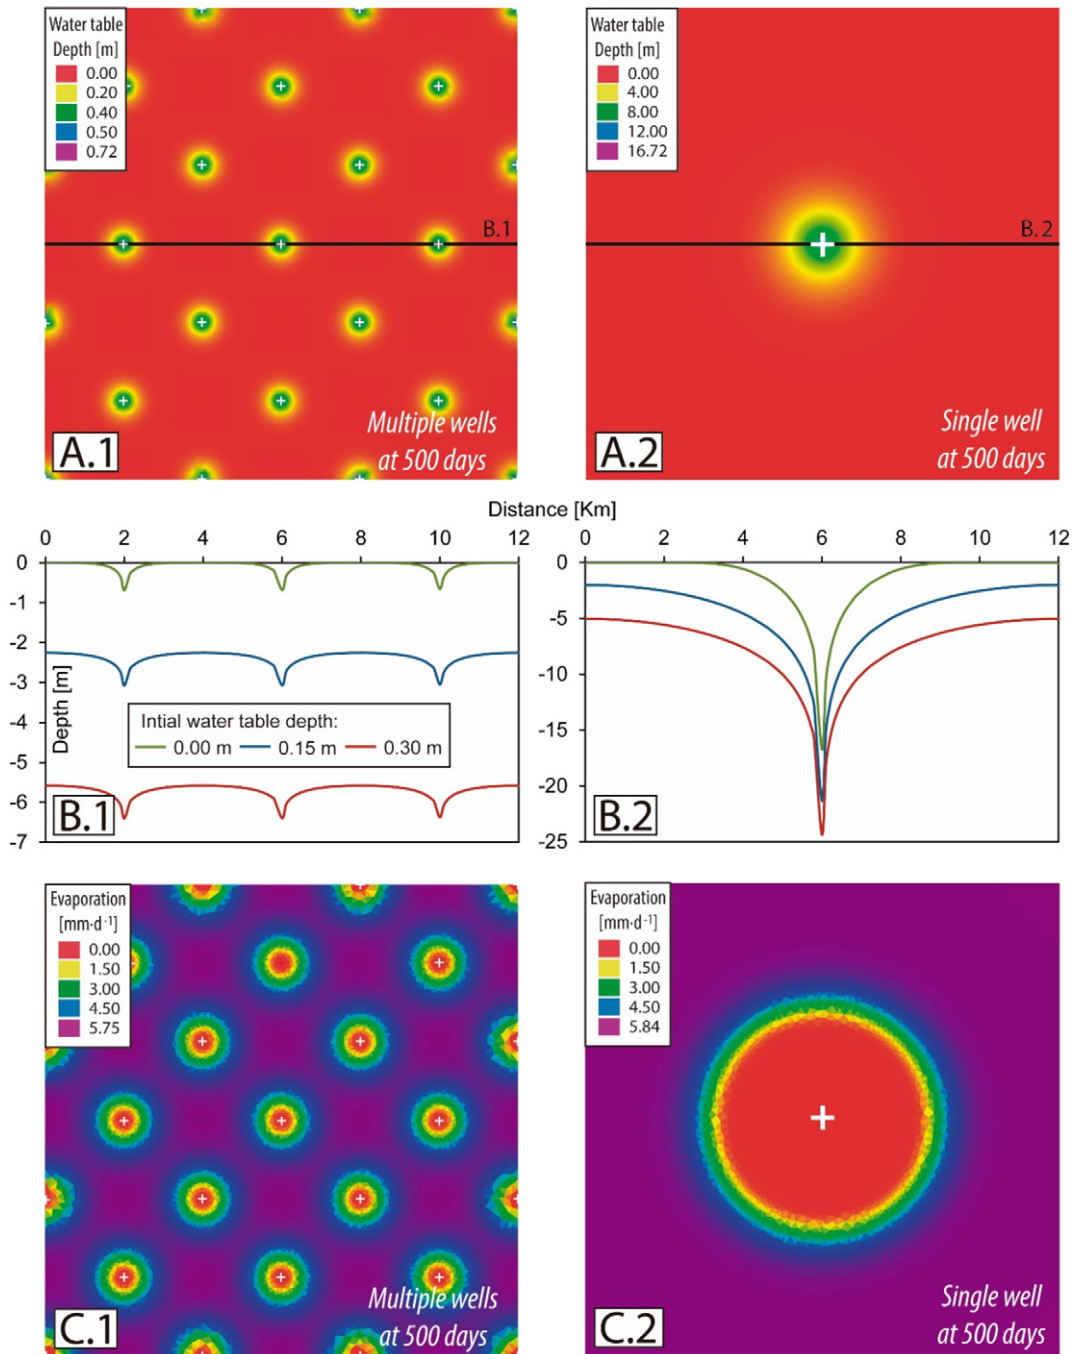 Water table
Depth [m]
0.00
0.20
0.40
0.50
0.72
B.1
A.1
Multiple wells
at 500 days
Water table
Depth [m]
0.00
4.00
8.00
12.00
16.72
B.2
A.2
Single well
at 500 days
Distance [Km]
0 2 4 6 8 10 12
0
-1
-2
-3
-4
-5
-6
-7
Depth [m]
Intial water table depth:
0.00 m 0.15 m 0.30 m
B.1
0 2 4 6 8 10 12
0
-5
-10
-15
-20
-25
B.2
Evaporation
[mm·d⁻¹]
0.00
1.50
3.00
4.50
5.75
C.1
Multiple wells
at 500 days
Evaporation
[mm·d⁻¹]
0.00
1.50
3.00
4.50
5.84
C.2
Single well
at 500 days